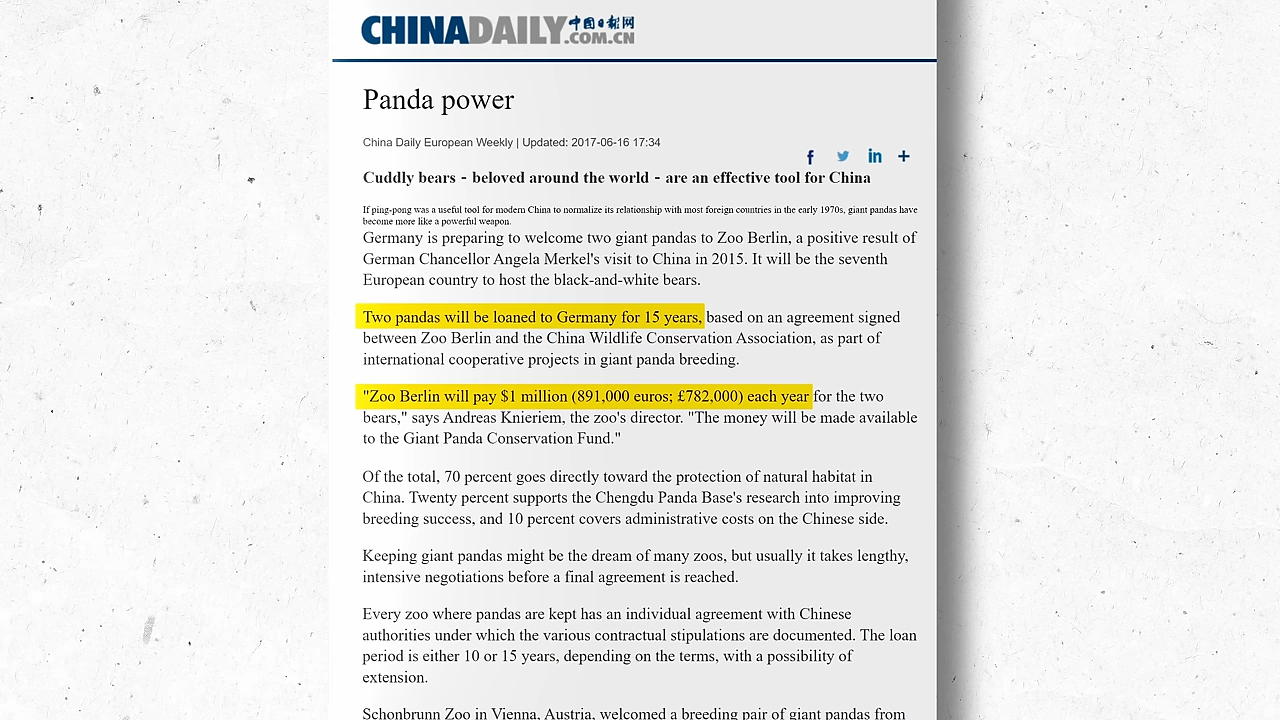 CHINADAILY中国日报网.COM.CN
Panda power
China Daily European Weekly | Updated: 2017-06-16 17:34
Cuddly bears - beloved around the world - are an effective tool for China
If ping-pong was a useful tool for modern China to normalize its relationship with most foreign countries in the early 1970s, giant pandas have
become more like a powerful weapon.
Germany is preparing to welcome two giant pandas to Zoo Berlin, a positive result of
German Chancellor Angela Merkel's visit to China in 2015. It will be the seventh
European country to host the black-and-white bears.
Two pandas will be loaned to Germany for 15 years, based on an agreement signed
between Zoo Berlin and the China Wildlife Conservation Association, as part of
international cooperative projects in giant panda breeding.
"Zoo Berlin will pay $1 million (891,000 euros; £782,000) each year for the two
bears," says Andreas Knieriem, the zoo's director. "The money will be made available
to the Giant Panda Conservation Fund."
Of the total, 70 percent goes directly toward the protection of natural habitat in
China. Twenty percent supports the Chengdu Panda Base's research into improving
breeding success, and 10 percent covers administrative costs on the Chinese side.
Keeping giant pandas might be the dream of many zoos, but usually it takes lengthy,
intensive negotiations before a final agreement is reached.
Every zoo where pandas are kept has an individual agreement with Chinese
authorities under which the various contractual stipulations are documented. The loan
period is either 10 or 15 years, depending on the terms, with a possibility of
extension.
Schonbrunn Zoo in Vienna, Austria, welcomed a breeding pair of giant pandas from